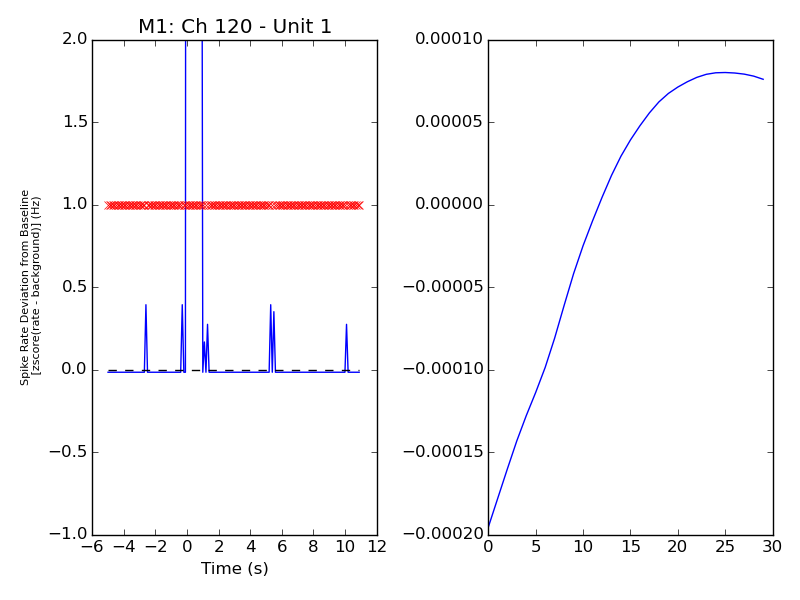 M1: Ch 120 - Unit 1
2.0
1.5
1.0
0.5
0.0
−0.5
−1.0
−6 −4 −2 0 2 4 6 8 10 12
Time (s)
Spike Rate Deviation from Baseline
[zscore(rate - background)] (Hz)
0.00010
0.00005
0.00000
−0.00005
−0.00010
−0.00015
−0.00020
0 5 10 15 20 25 30